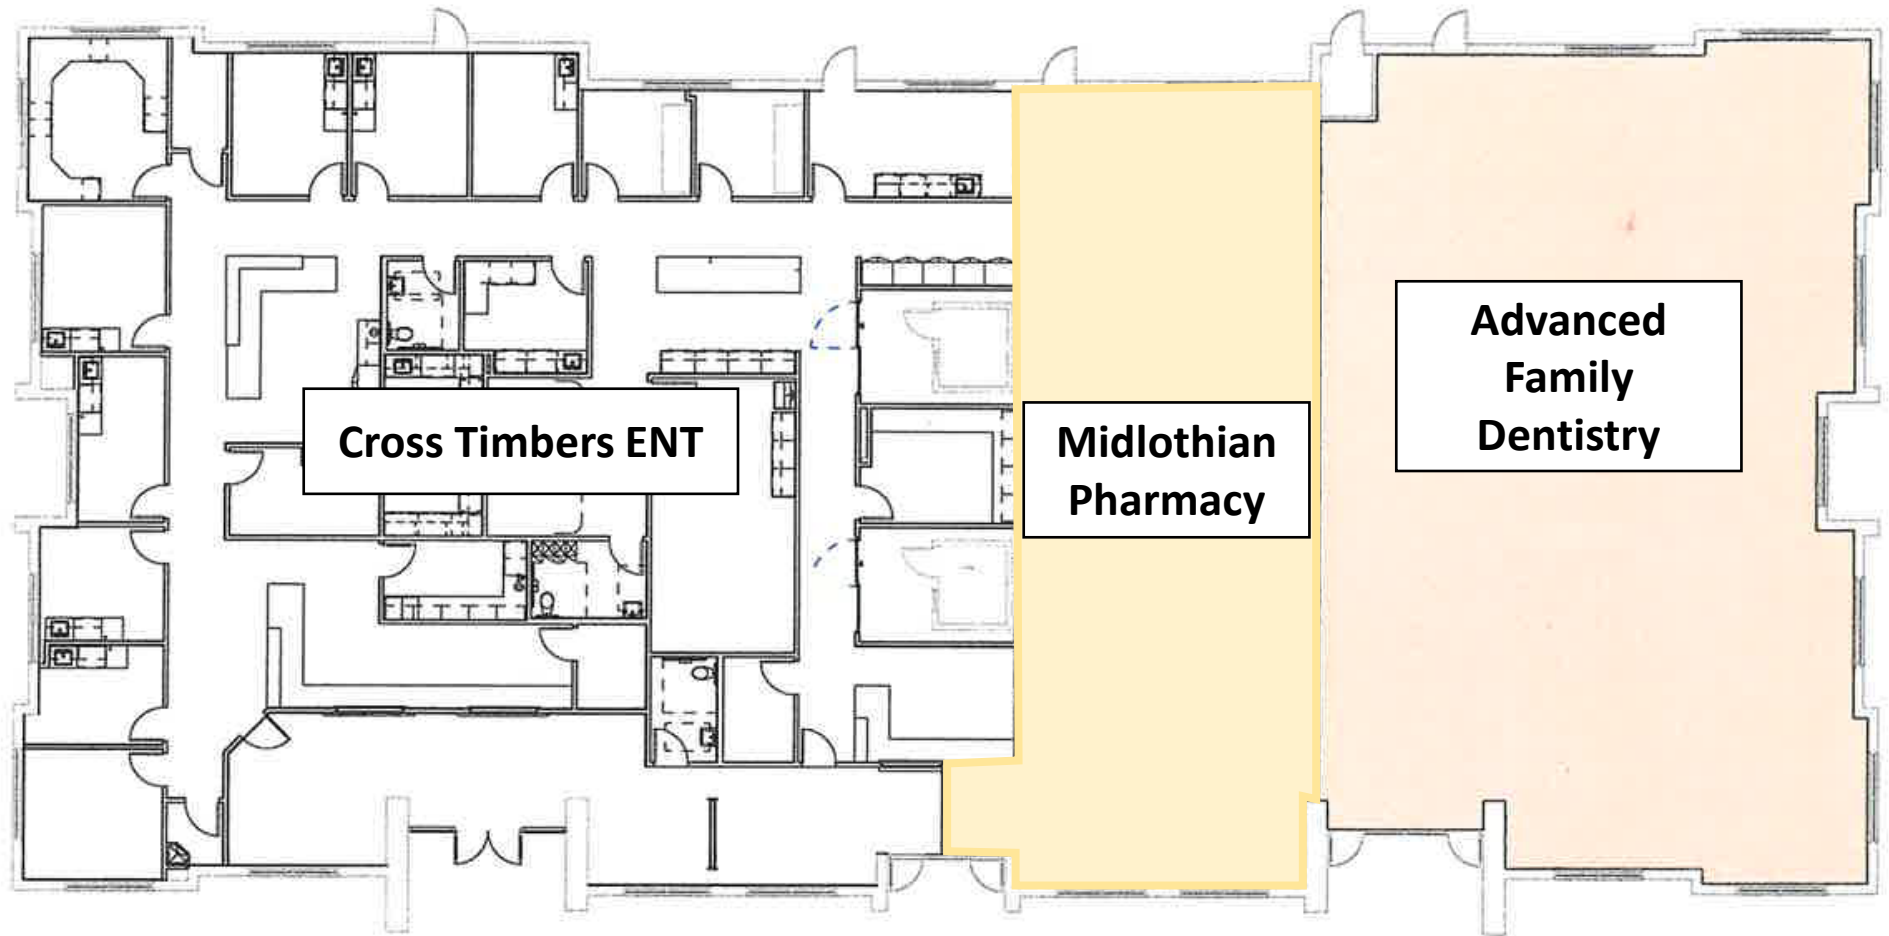 Cross Timbers ENT
Midlothian
Pharmacy
Advanced
Family
Dentistry